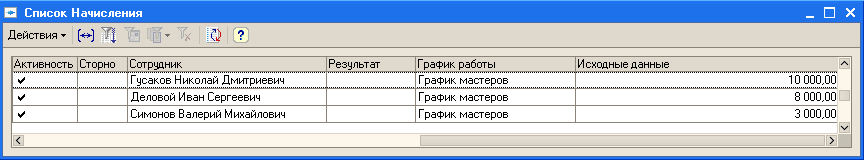 Список Начисления
Действия
Активность Сторно Сотрудник Результат График работы Исходные данные
Гусаков Николай Дмитриевич График мастеров 10 000,00
Деловой Иван Сергеевич График мастеров 8 000,00
Симонов Валерий Михайлович График мастеров 3 000,00